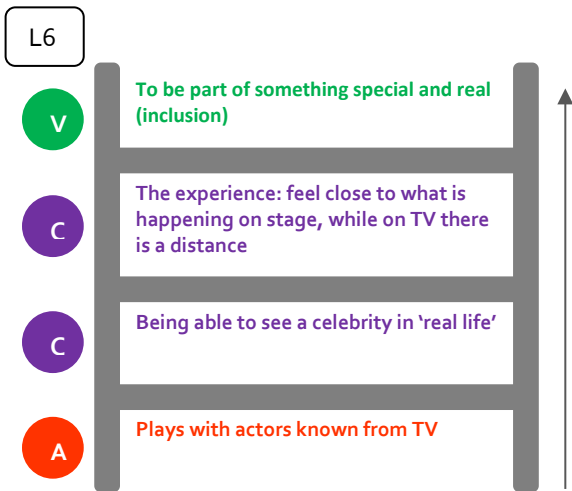 L6
V
To be part of something special and real
(inclusion)
C
The experience: feel close to what is
happening on stage, while on TV there
is a distance
C
Being able to see a celebrity in ‘real life’
A
Plays with actors known from TV